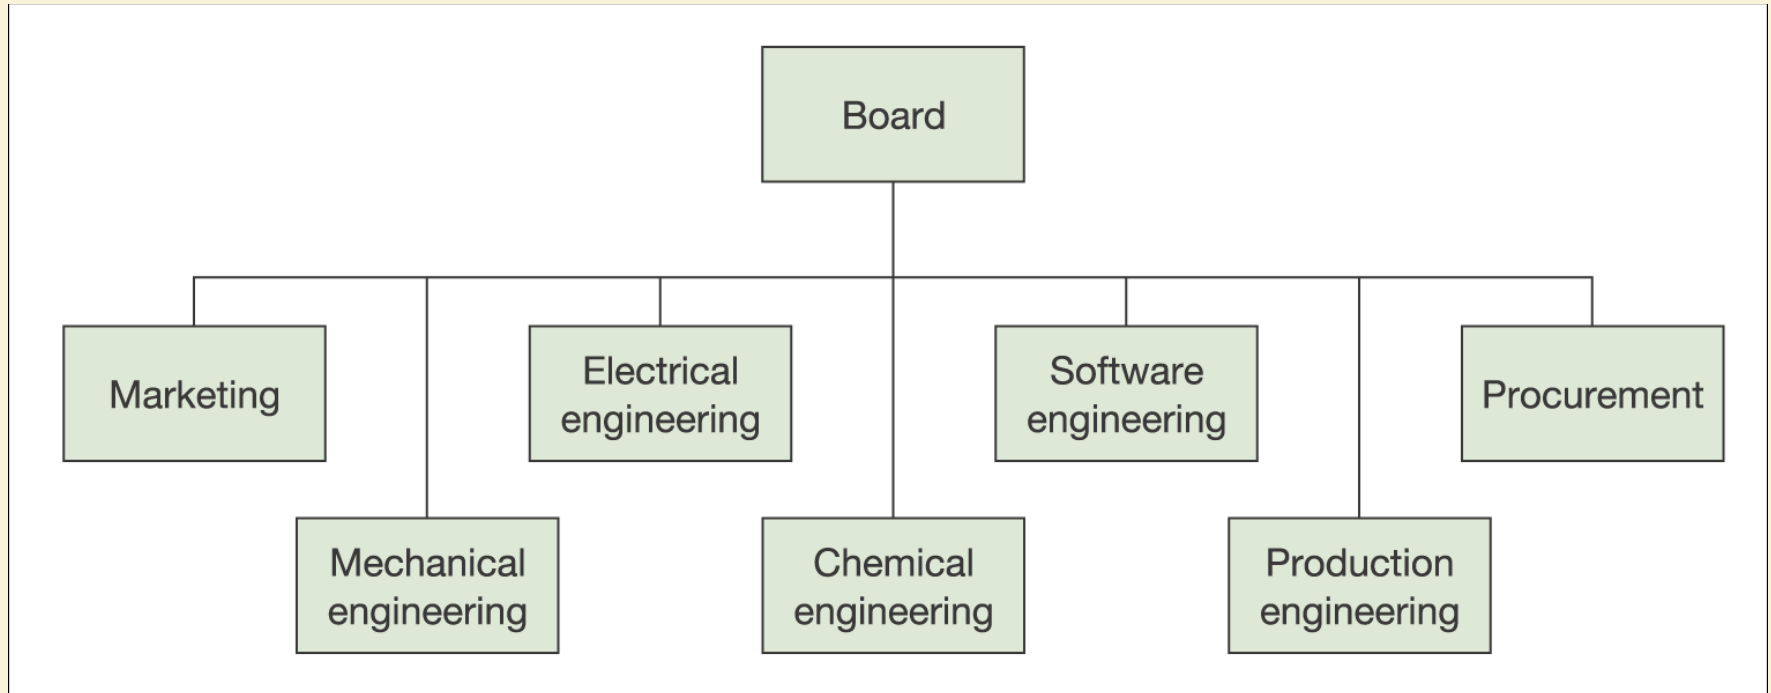 Board
Marketing
Electrical
engineering
Software
engineering
Procurement
Mechanical
engineering
Chemical
engineering
Production
engineering